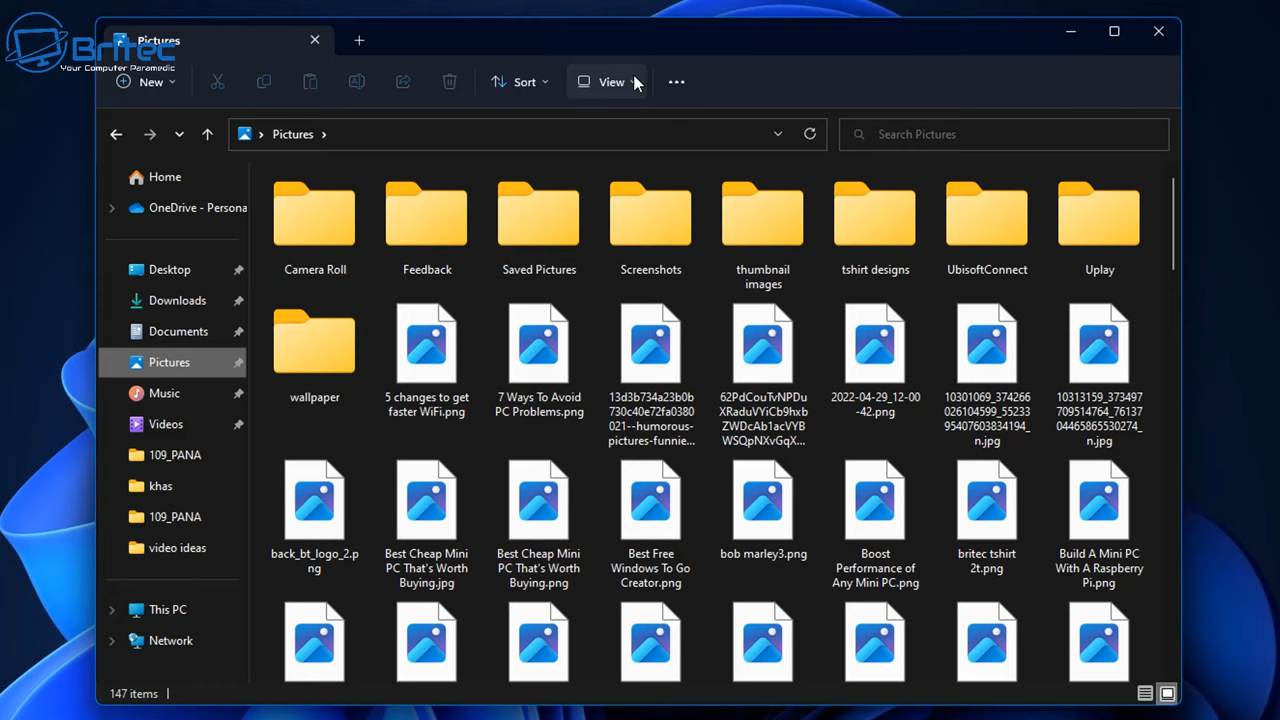 Britec
Your Computer Paramedic
Pictures
New
Sort
View
Pictures
Search Pictures
Home
OneDrive - Persona
Desktop
Downloads
Documents
Pictures
Music
Videos
109_PANA
khas
109_PANA
video ideas
This PC
Network
Camera Roll
Feedback
Saved Pictures
Screenshots
thumbnail
images
tshirt designs
UbisoftConnect
Uplay
wallpaper
5 changes to get
faster WiFi.png
7 Ways To Avoid
PC Problems.png
13d3b734a23b0b
730c40e72fa0380
021--humorous-
pictures-funnie...
62PdCouTvNPDu
XRaduVYiCb9hxb
ZWDcAb1acVYB
WSQpNXvGqX...
2022-04-29_12-00
-42.png
10301069_374266
026104599_55233
95407603834194_
n.jpg
10313159_373497
709514764_76137
04465865530274_
n.jpg
back_bt_logo_2.p
ng
Best Cheap Mini
PC That's Worth
Buying.jpg
Best Cheap Mini
PC That's Worth
Buying.png
Best Free
Windows To Go
Creator.png
bob marley3.png
Boost
Performance of
Any Mini PC.png
britec tshirt
2t.png
Build A Mini PC
With A Raspberry
Pi.png
147 items